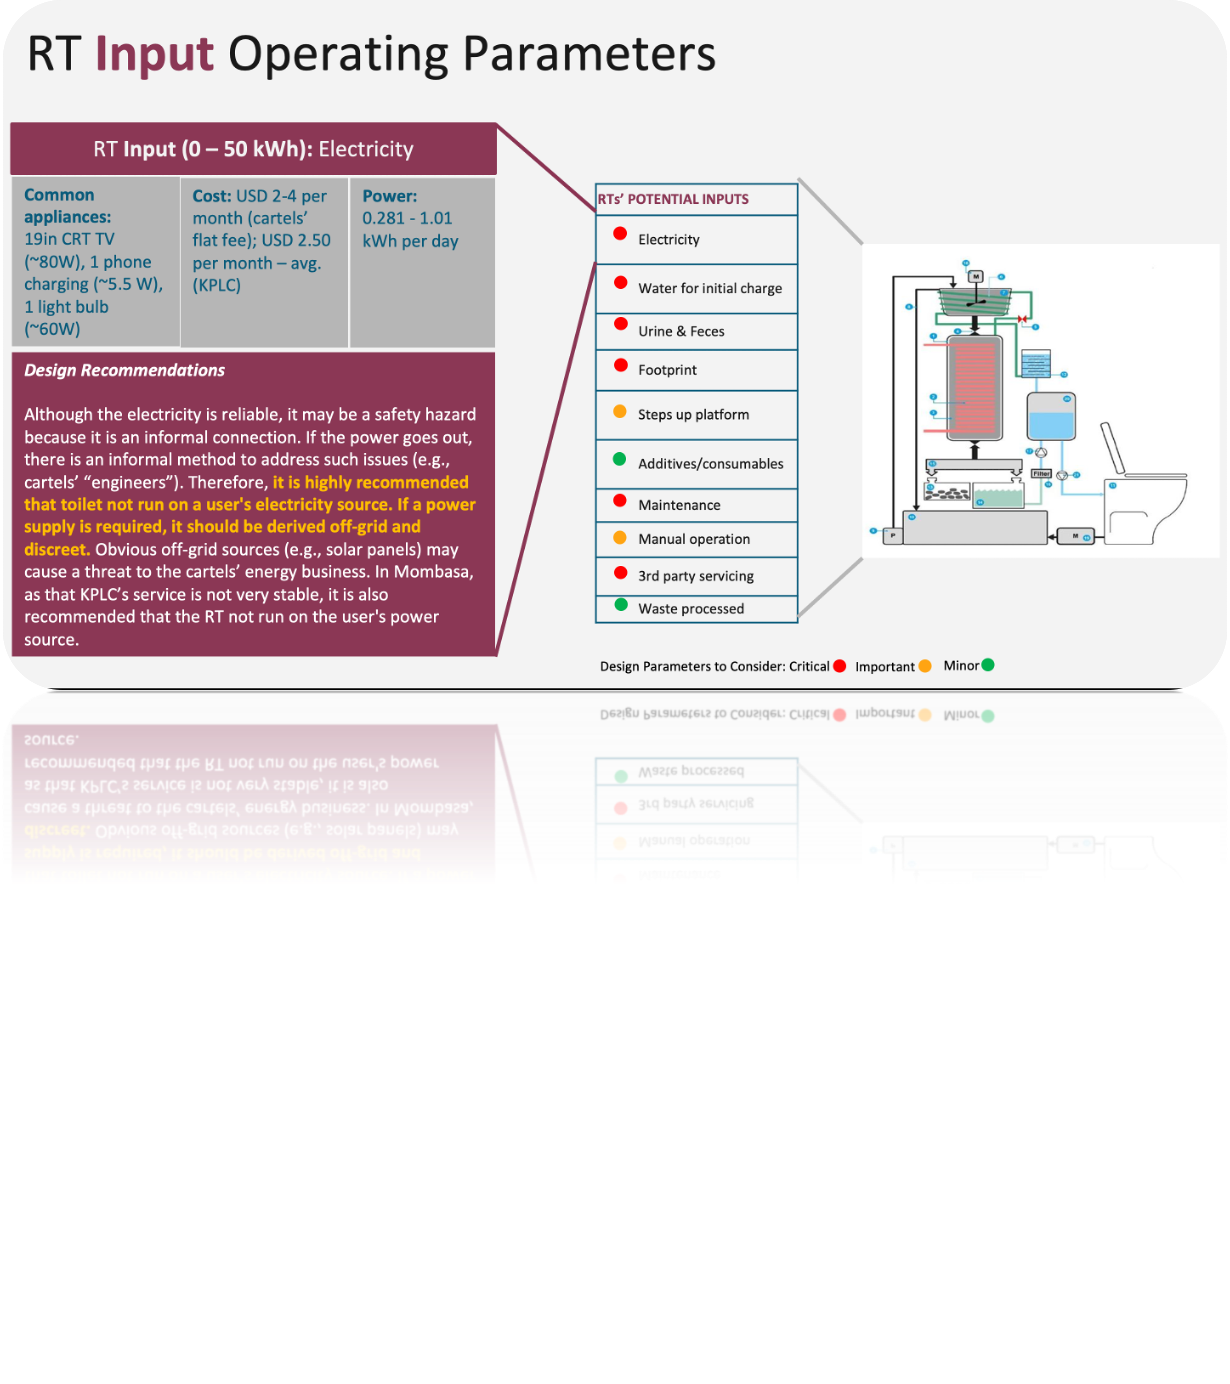 RT Input Operating Parameters
RT Input (0 – 50 kWh): Electricity
Common
appliances:
19in CRT TV
(~80W), 1 phone
charging (~5.5 W),
1 light bulb
(~60W)
Cost: USD 2-4 per
month (cartels’
flat fee); USD 2.50
per month – avg.
(KPLC)
Power:
0.281 - 1.01
kWh per day
Design Recommendations
Although the electricity is reliable, it may be a safety hazard
because it is an informal connection. If the power goes out,
there is an informal method to address such issues (e.g.,
cartels’ “engineers”). Therefore, it is highly recommended
that toilet not run on a user's electricity source. If a power
supply is required, it should be derived off-grid and
discreet. Obvious off-grid sources (e.g., solar panels) may
cause a threat to the cartels’ energy business. In Mombasa,
as that KPLC’s service is not very stable, it is also
recommended that the RT not run on the user's power
source.
RTs’ POTENTIAL INPUTS
Electricity
Water for initial charge
Urine & Feces
Footprint
Steps up platform
Additives/consumables
Maintenance
Manual operation
3rd party servicing
Waste processed
M
Filter
P
M
Design Parameters to Consider: Critical Important Minor